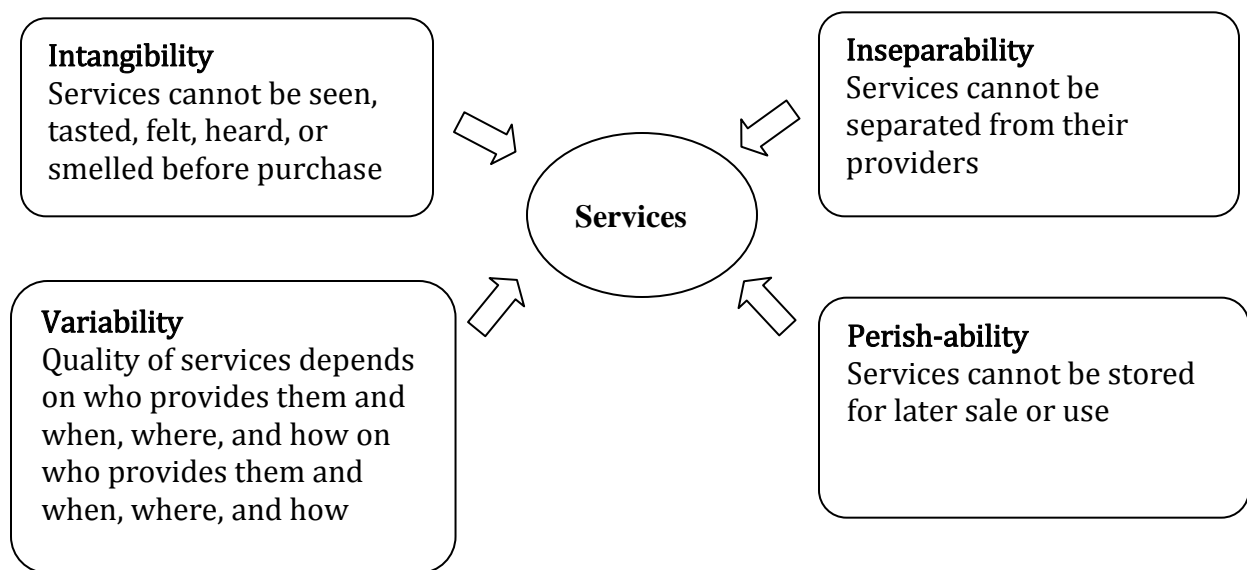 Intangibility
Services cannot be seen,
tasted, felt, heard, or
smelled before purchase
Inseparability
Services cannot be
separated from their
providers
Services
Variability
Quality of services depends
on who provides them and
when, where, and how on
who provides them and
when, where, and how
Perish-ability
Services cannot be stored
for later sale or use